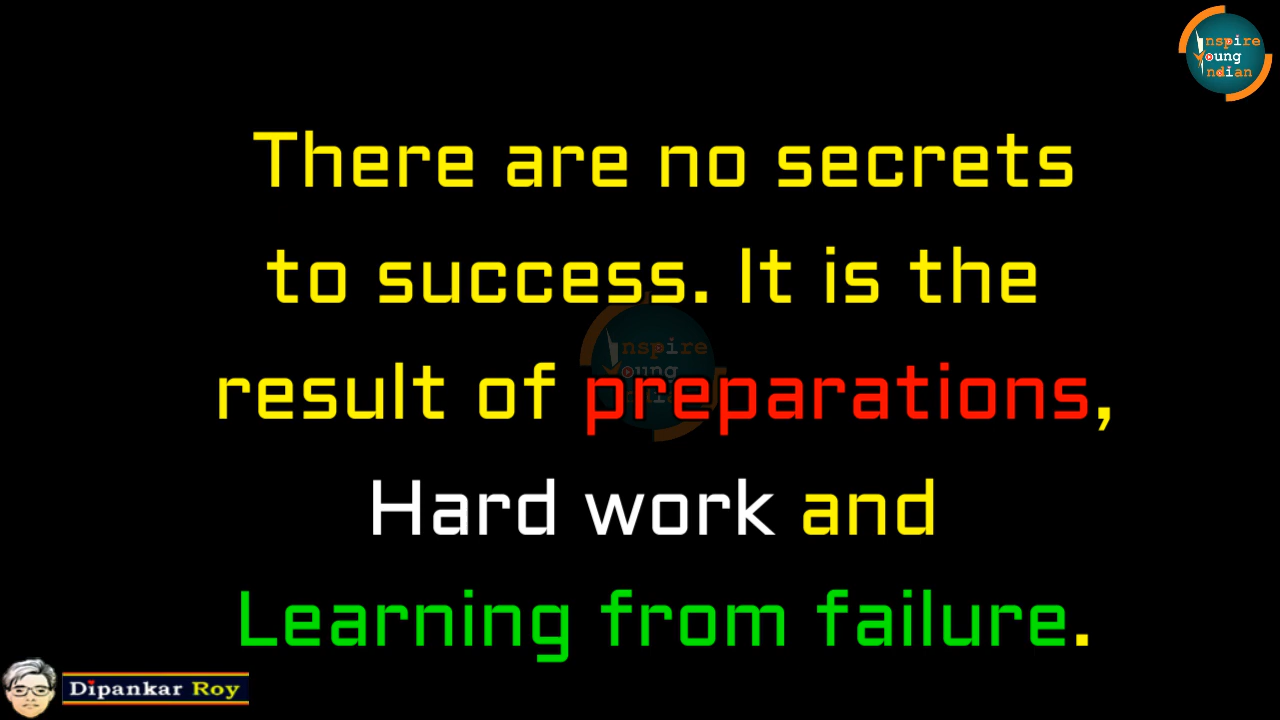 Inspire
Young
Indian
There are no secrets
to success. It is the
result of preparations,
Hard work and
Learning from failure.
Dipankar Roy